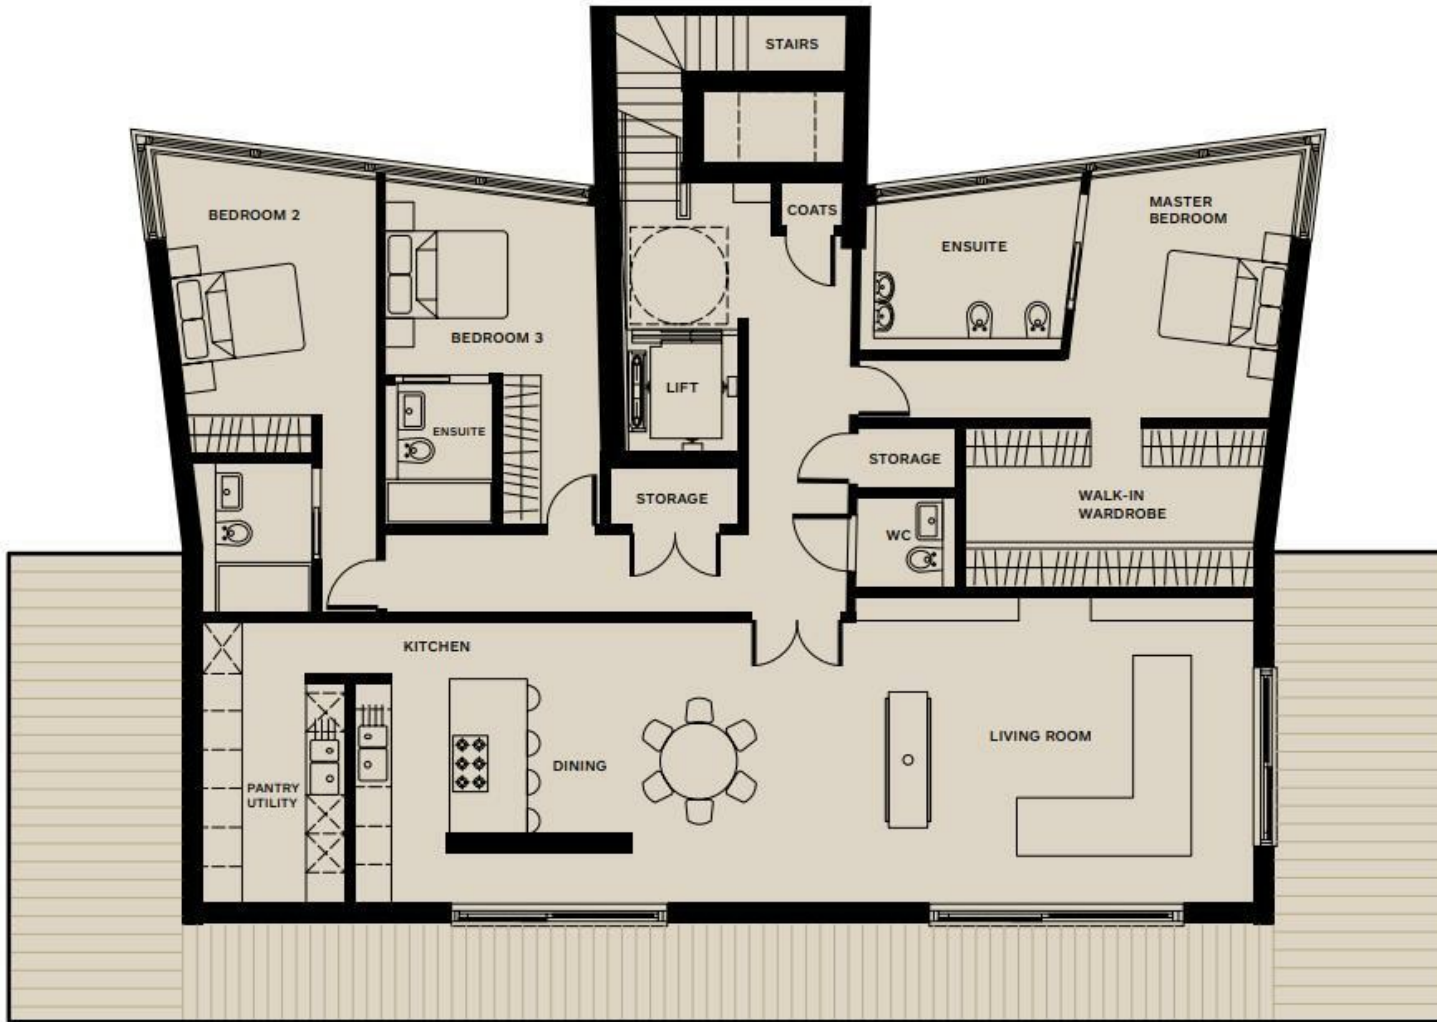 STAIRS
COATS
MASTER
BEDROOM
BEDROOM 2
ENSUITE
BEDROOM 3
LIFT
ENSUITE
STORAGE
STORAGE
WALK-IN
WARDROBE
WC
KITCHEN
LIVING ROOM
DINING
PANTRY
UTILITY